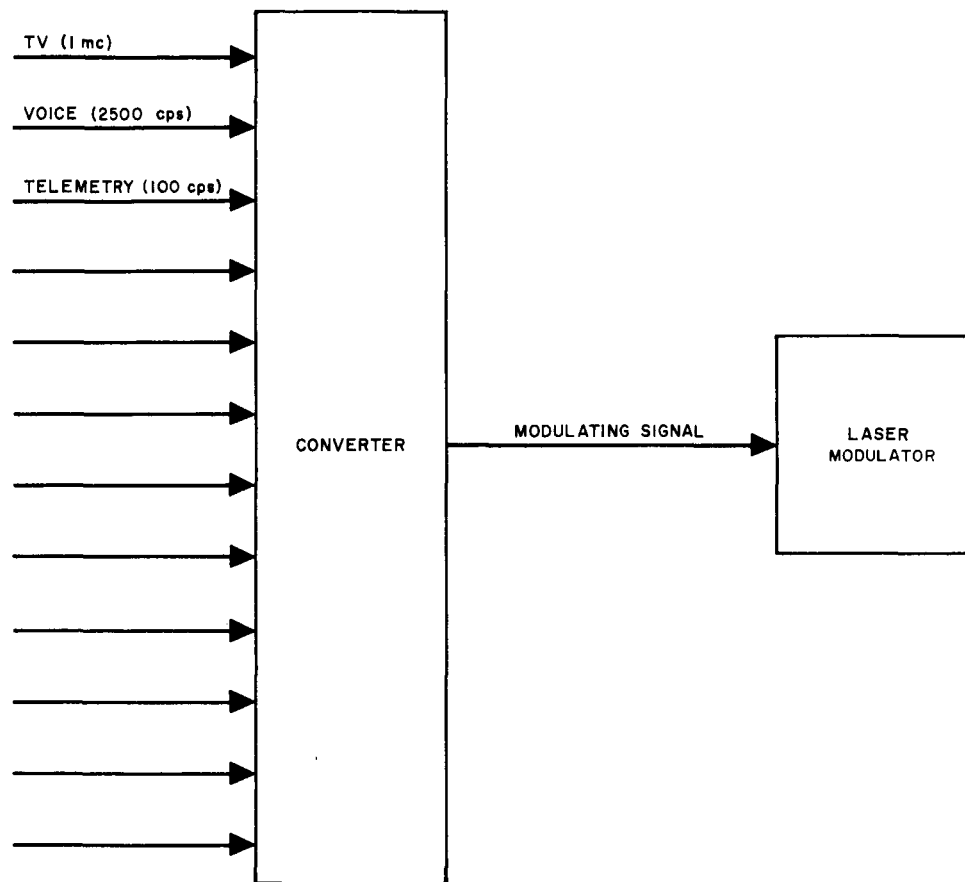 TV (1 mc)
VOICE (2500 cps)
TELEMETRY (100 cps)
CONVERTER
MODULATING SIGNAL
LASER
MODULATOR